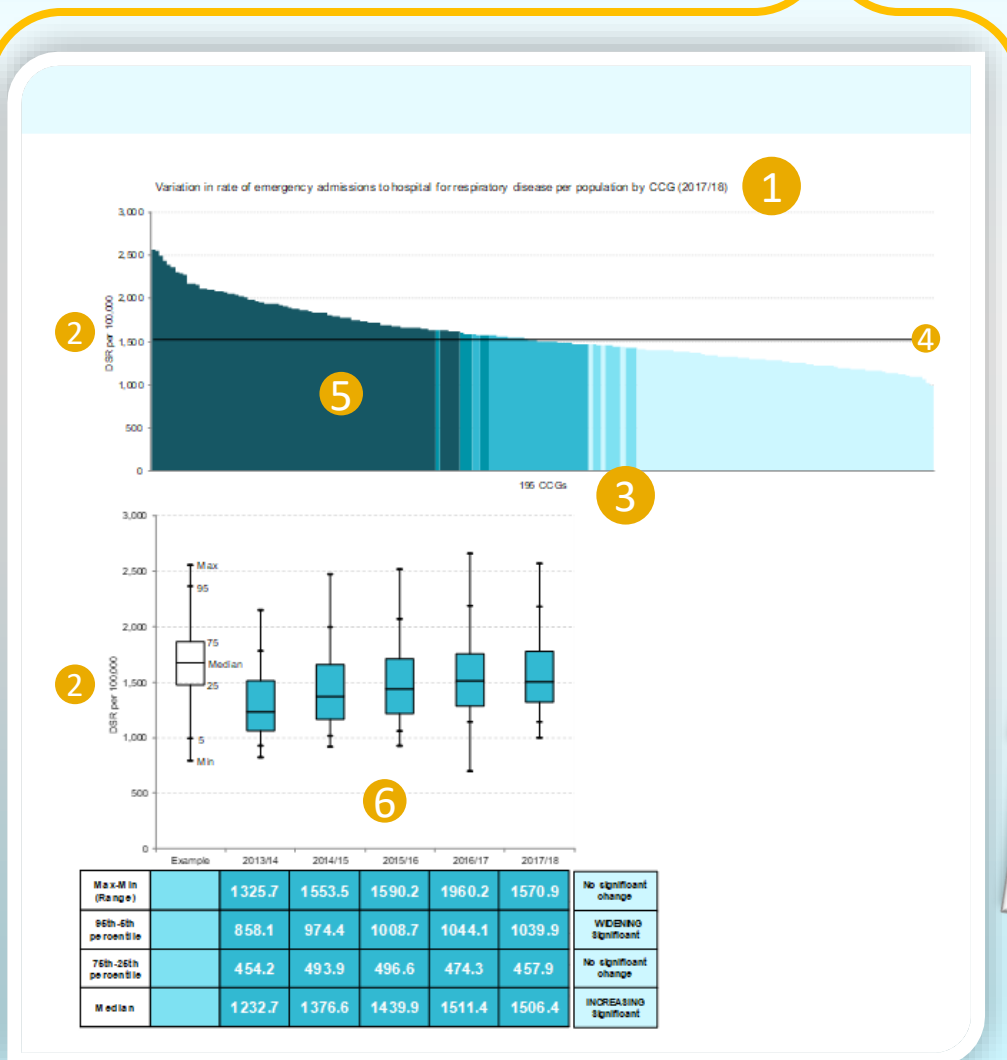 Variation in rate of emergency admissions to hospital for respiratory disease per population by CCG (2017/18)
1
3,000
2,500
2,000
1,500
1,000
500
0
DSR per 100,000
2
4
5
195 CCGs
3
3,000
2,500
2,000
1,500
1,000
500
0
DSR per 100,000
2
Max
95
75
Median
25
5
Min
6
Example 2013/14 2014/15 2015/16 2016/17 2017/18
Max-Min (Range) 1325.7 1553.5 1590.2 1960.2 1570.9 No significant change
95th-5th percentile 858.1 974.4 1008.7 1044.1 1039.9 WIDENING Significant
75th-25th percentile 454.2 493.9 496.6 474.3 457.9 No significant change
Median 1232.7 1376.6 1439.9 1511.4 1506.4 INCREASING Significant